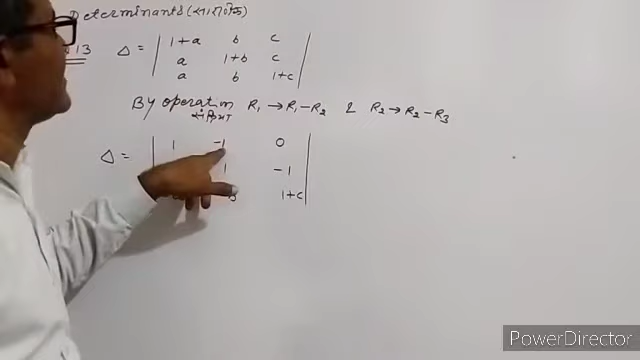 Determinants (सारणिक)
13 Δ = | 1+a b c |
| a 1+b c |
| a b 1+c |
By operation R₁ → R₁-R₂ & R₂ → R₂-R₃
संक्रिया
Δ = | 1 -1 0 |
1 -1
b 1+c |
PowerDirector